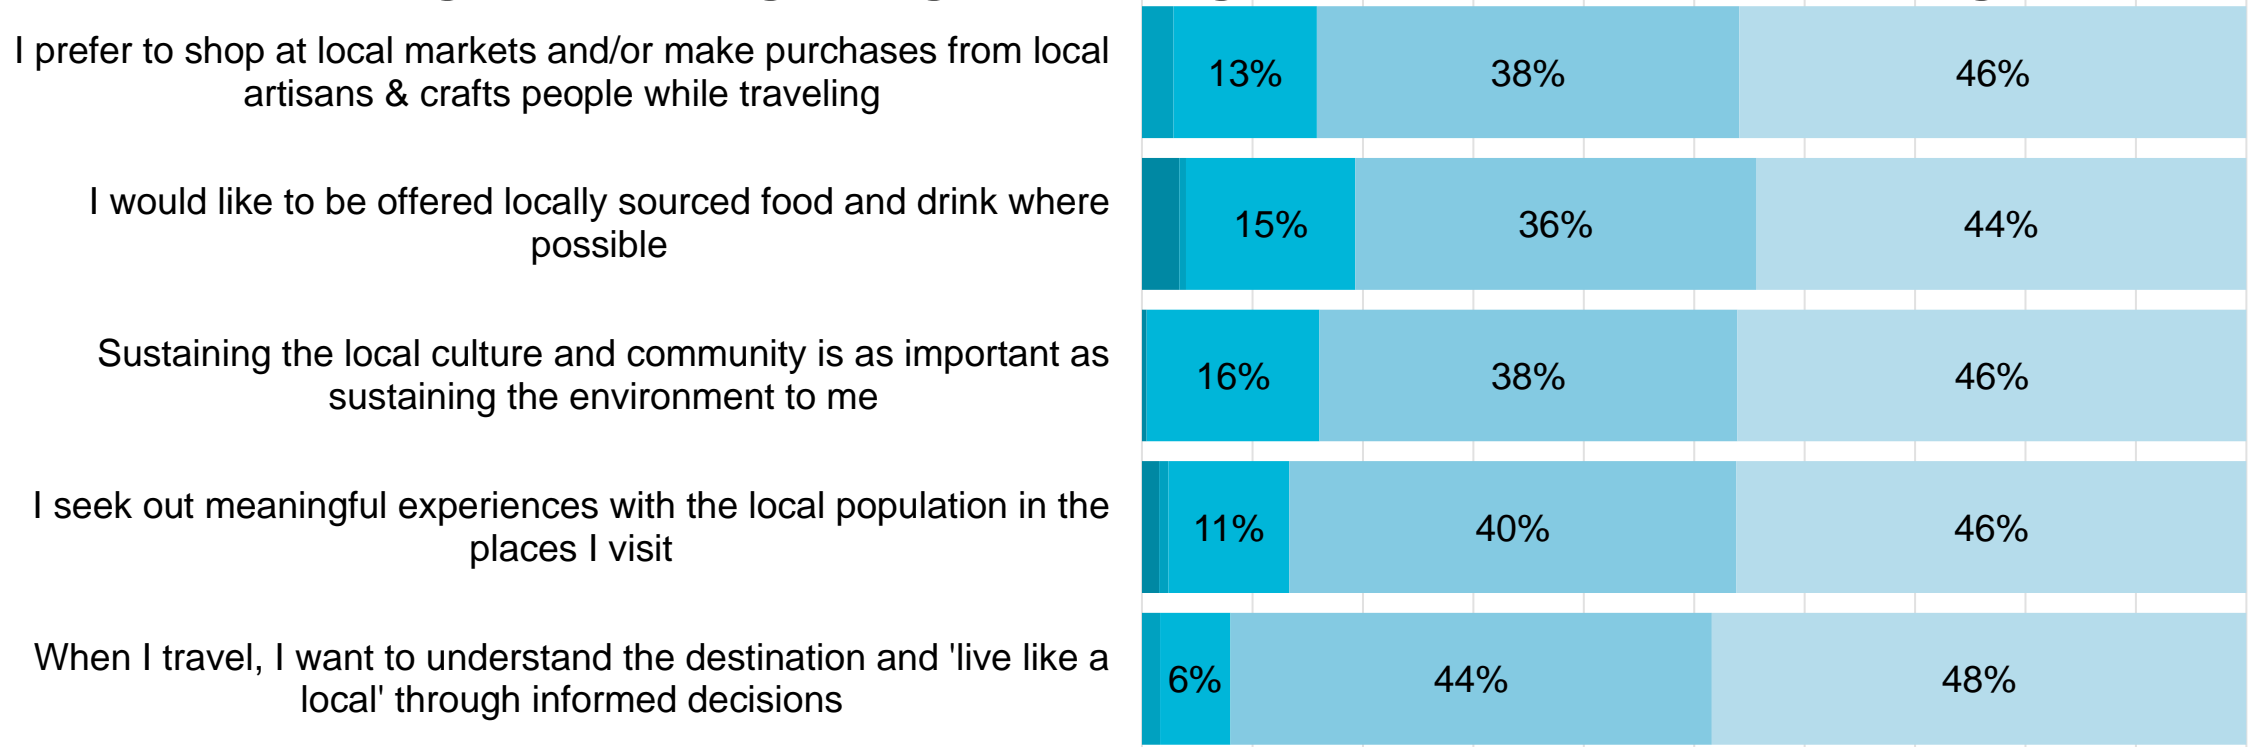 I prefer to shop at local markets and/or make purchases from local
artisans & crafts people while traveling
13% 38% 46%
I would like to be offered locally sourced food and drink where
possible
15% 36% 44%
Sustaining the local culture and community is as important as
sustaining the environment to me
16% 38% 46%
I seek out meaningful experiences with the local population in the
places I visit
11% 40% 46%
When I travel, I want to understand the destination and 'live like a
local' through informed decisions
6% 44% 48%